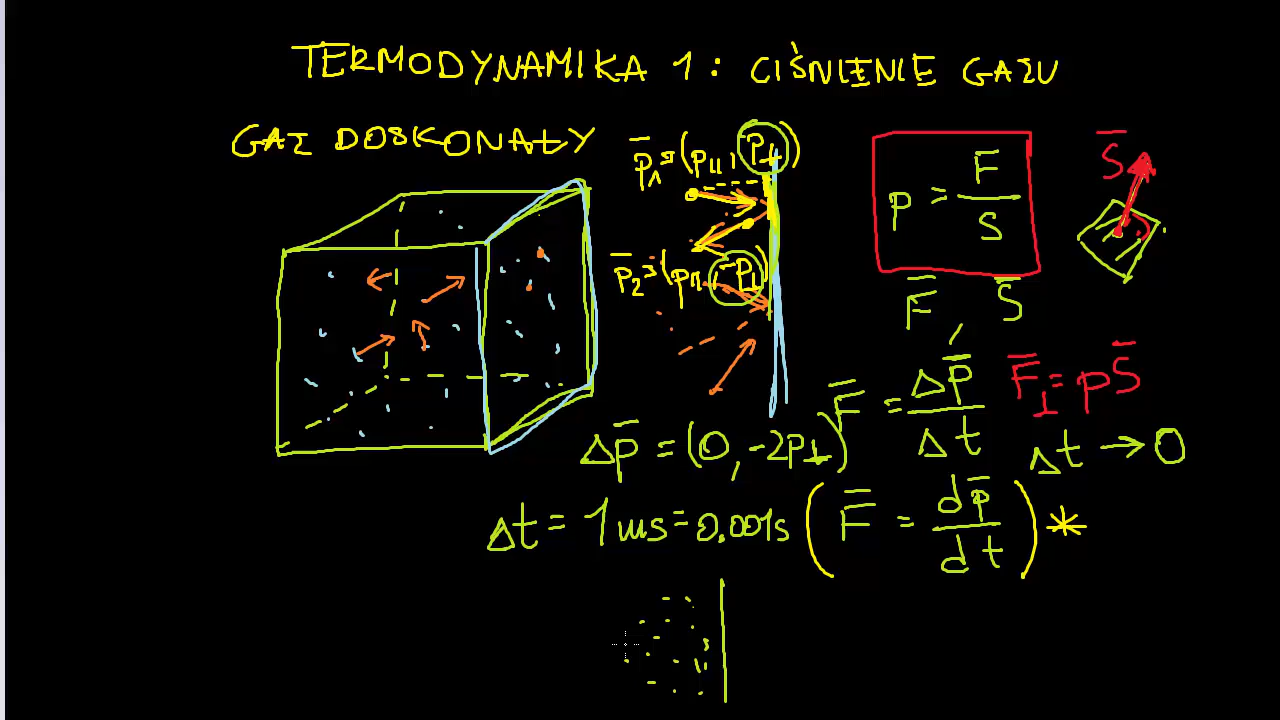 TERMODYNAMIKA 1 : CIŚNIENIE GAZU
GAZ DOSKONAŁY
p̅₁ = (p||, p⊥)
p̅₂ = (p||, -p⊥)
p = F/S
S̅
F̅ S̅
F̅ = Δp̅/Δt
F̅⊥ = pS̅
Δp̅ = (0, -2p⊥)
Δt → 0
Δt = 1ms = 0.001s (F̅ = dp̅/dt) *